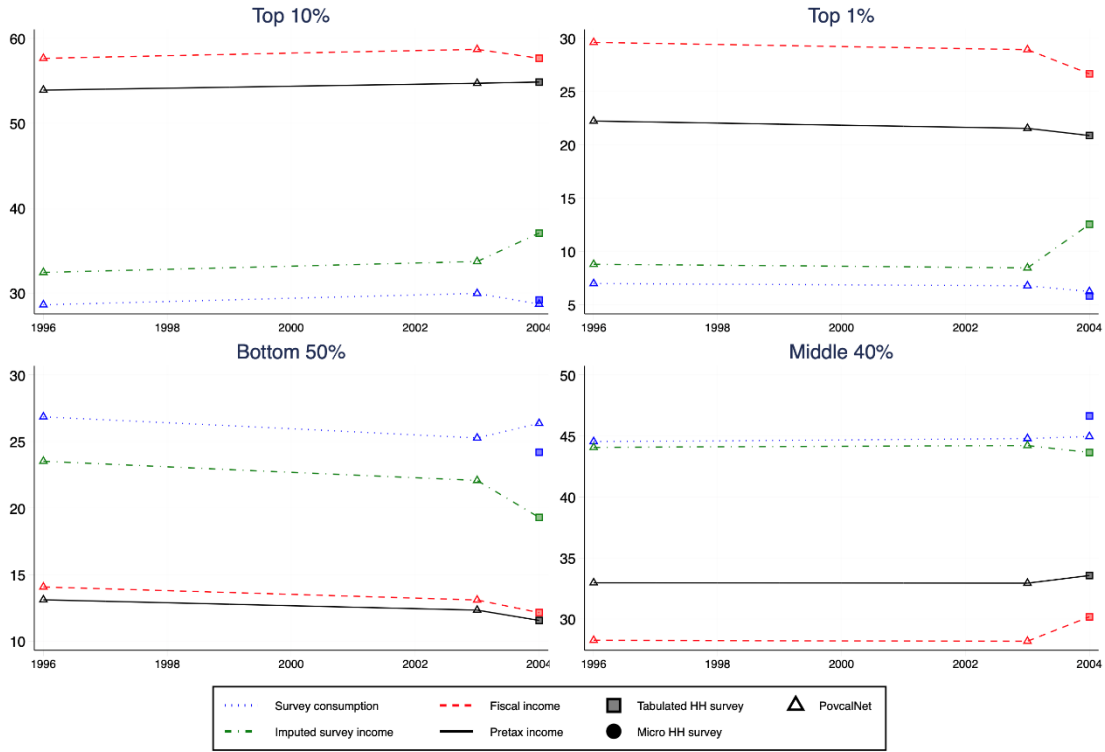 Top 10%
60
50
40
30
1996 1998 2000 2002 2004
Top 1%
30
25
20
15
10
5
1996 1998 2000 2002 2004
Bottom 50%
30
25
20
15
10
1996 1998 2000 2002 2004
Middle 40%
50
45
40
35
30
1996 1998 2000 2002 2004
Survey consumption Fiscal income Tabulated HH survey PovcalNet
Imputed survey income Pretax income Micro HH survey